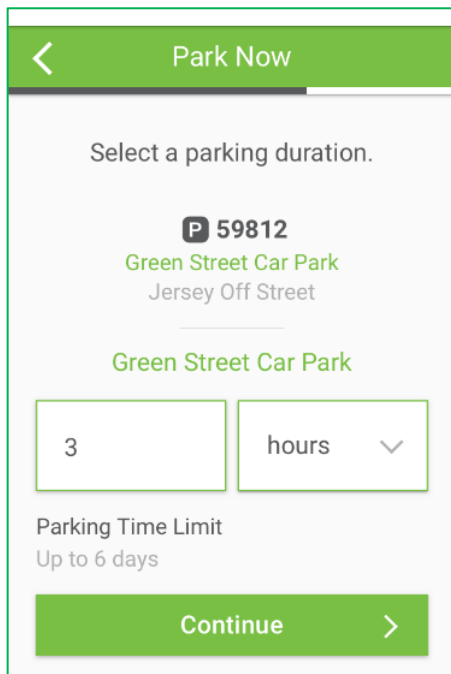 Park Now
Select a parking duration.
P 59812
Green Street Car Park
Jersey Off Street
Green Street Car Park
3 hours
Parking Time Limit
Up to 6 days
Continue